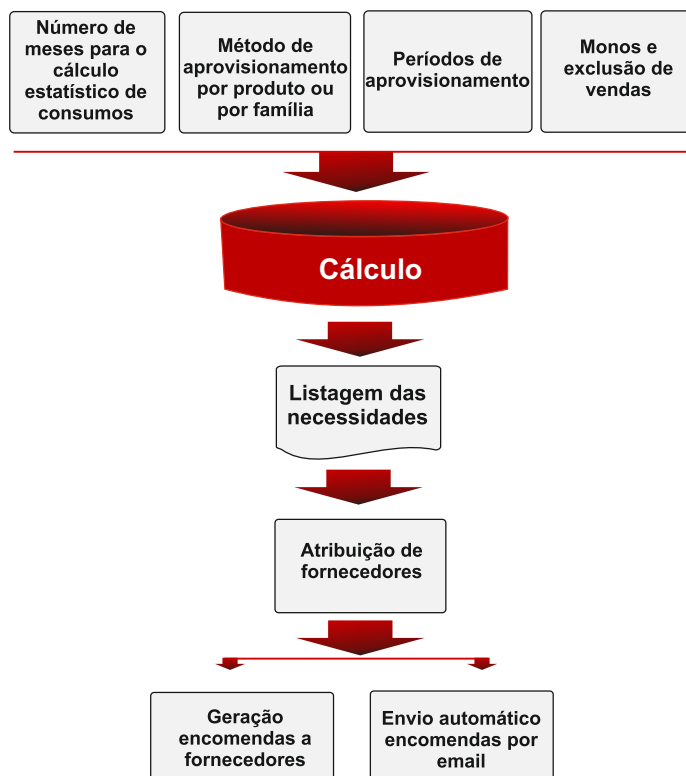 Número de
meses para o
cálculo
estatístico de
consumos
Método de
aprovisionamento
por produto ou
por família
Períodos de
aprovisionamento
Monos e
exclusão de
vendas
Cálculo
Listagem das
necessidades
Atribuição de
fornecedores
Geração
encomendas a
fornecedores
Envio automático
encomendas por
email